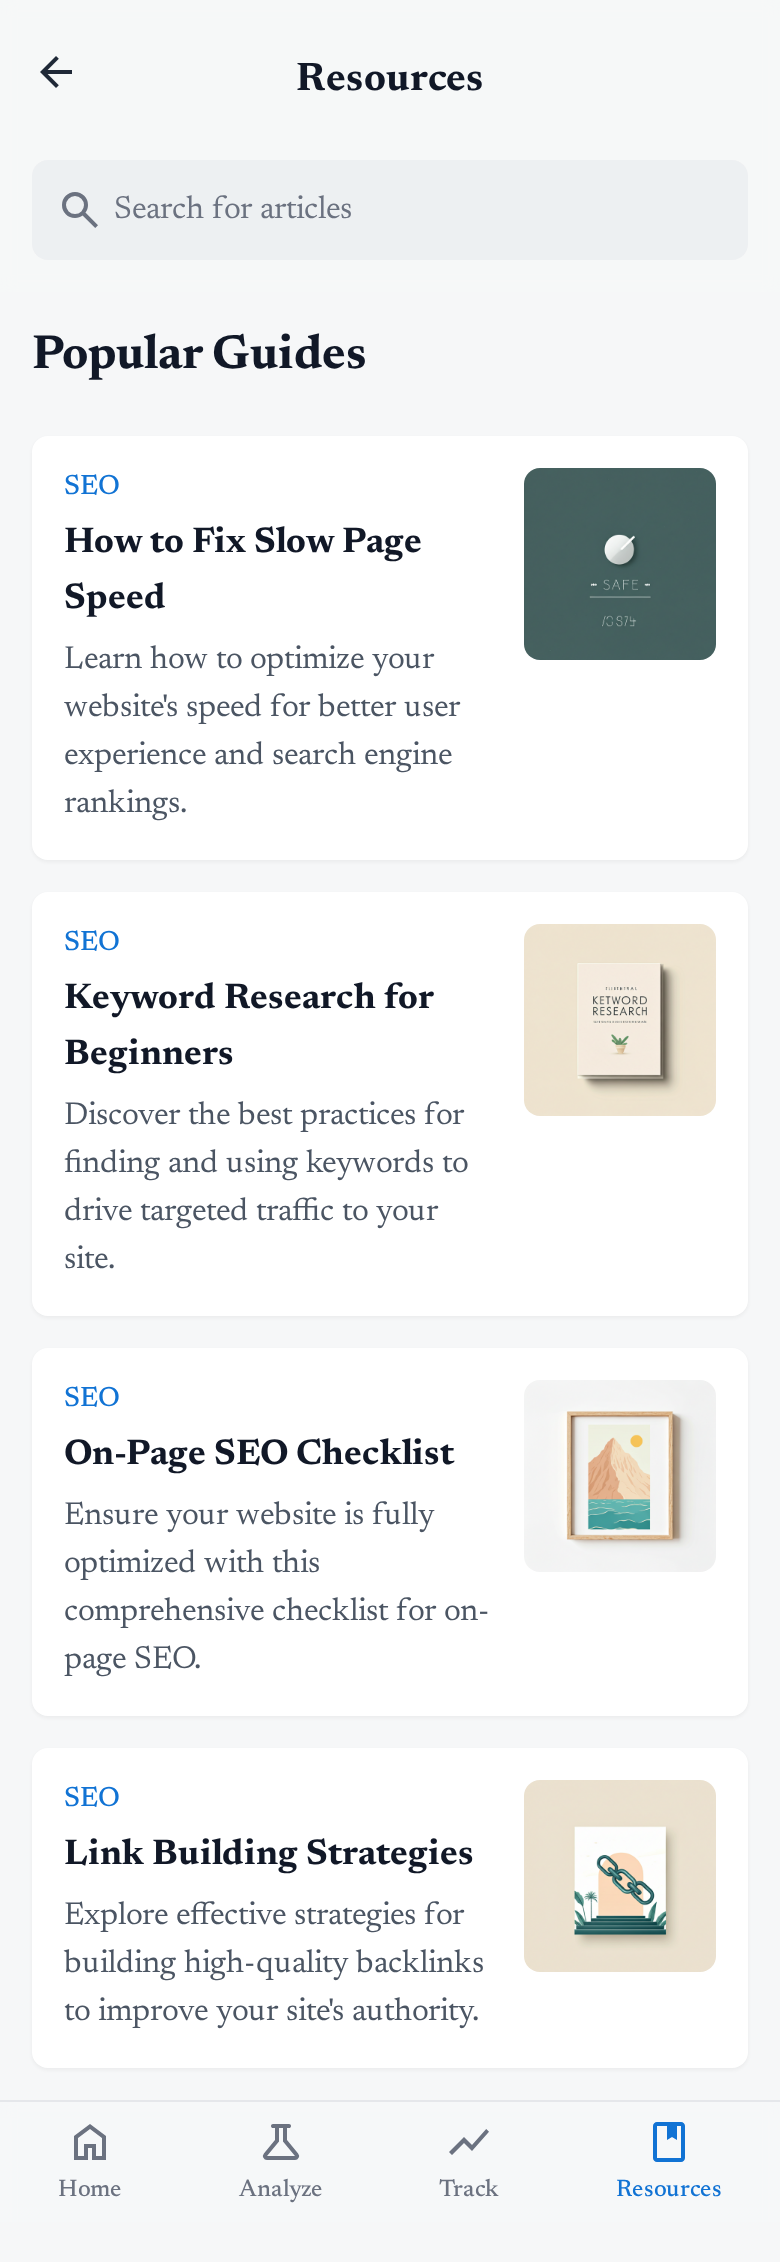 Resources
Search for articles
Popular Guides
SEO
How to Fix Slow Page
Speed
- SAFE -
Learn how to optimize your
website's speed for better user
experience and search engine
rankings.
SEO
Keyword Research for
Beginners
KETWORD
RESEARCH
Discover the best practices for
finding and using keywords to
drive targeted traffic to your
site.
SEO
On-Page SEO Checklist
Ensure your website is fully
optimized with this
comprehensive checklist for on-
page SEO.
SEO
Link Building Strategies
Explore effective strategies for
building high-quality backlinks
to improve your site's authority.
Home
Analyze
Track
Resources